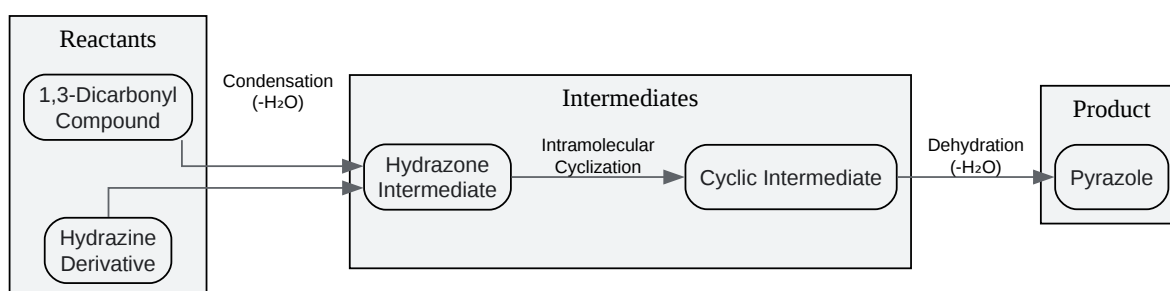 Reactants
1,3-Dicarbonyl
Compound
Hydrazine
Derivative
Condensation
(-H₂O)
Intermediates
Hydrazone
Intermediate
Intramolecular
Cyclization
Cyclic Intermediate
Dehydration
(-H₂O)
Product
Pyrazole